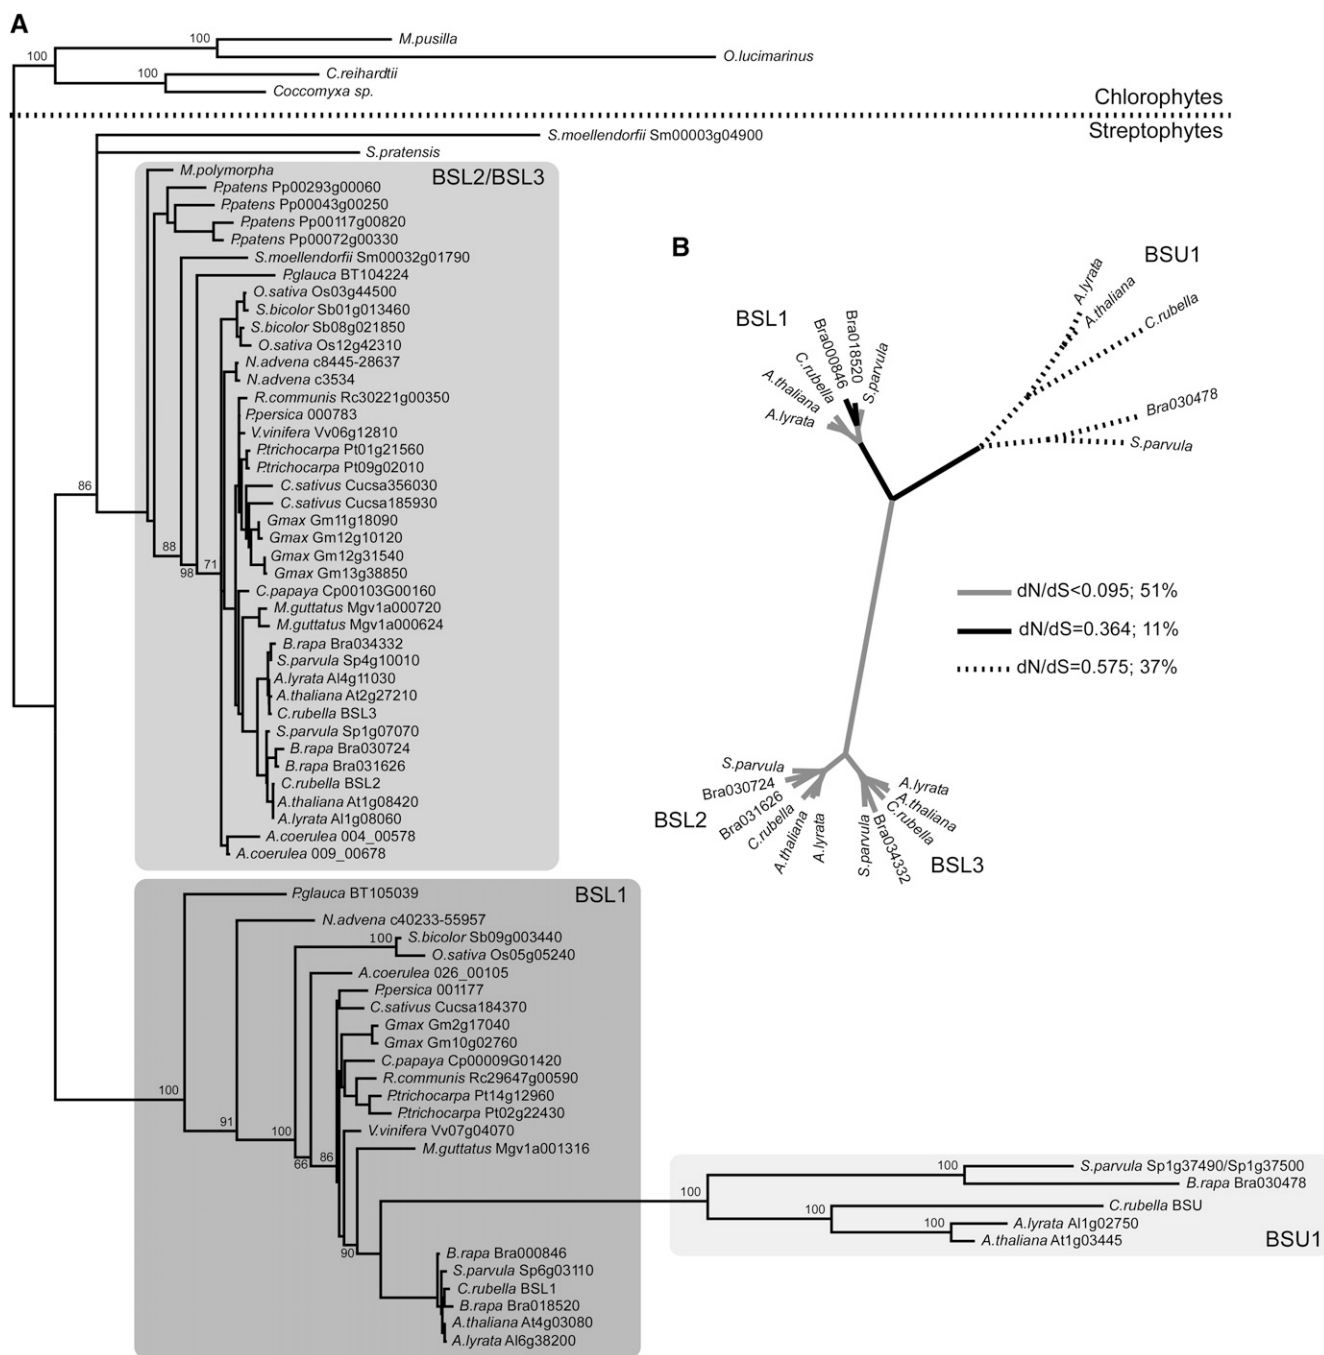 A
100
100
M.pusilla
O.lucimarinus
100
C.reihardtii
Coccomyxa sp.
Chlorophytes
Streptophytes
S.moellendorfii Sm00003g04900
S.pratensis
BSL2/BSL3
M.polymorpha
P.patens Pp00293g00060
P.patens Pp00043g00250
P.patens Pp00117g00820
P.patens Pp00072g00330
S.moellendorfii Sm00032g01790
P.glauca BT104224
O.sativa Os03g44500
S.bicolor Sb01g013460
S.bicolor Sb08g021850
O.sativa Os12g42310
N.advena c8445-28637
N.advena c3534
R.communis Rc30221g00350
P.persica 000783
V.vinifera Vv06g12810
P.trichocarpa Pt01g21560
P.trichocarpa Pt09g02010
C.sativus Cucsa356030
C.sativus Cucsa185930
Gmax Gm11g18090
Gmax Gm12g10120
Gmax Gm12g31540
Gmax Gm13g38850
C.papaya Cp00103G00160
M.guttatus Mgv1a000720
M.guttatus Mgv1a000624
B.rapa Bra034332
S.parvula Sp4g10010
A.lyrata Al4g11030
A.thaliana At2g27210
C.rubella BSL3
S.parvula Sp1g07070
B.rapa Bra030724
B.rapa Bra031626
C.rubella BSL2
A.thaliana At1g08420
A.lyrata Al1g08060
A.coerulea 004_00578
A.coerulea 009_00678
86
88
98
71
BSL1
P.glauca BT105039
N.advena c40233-55957
100
S.bicolor Sb09g003440
O.sativa Os05g05240
A.coerulea 026_00105
P.persica 001177
C.sativus Cucsa184370
Gmax Gm2g17040
Gmax Gm10g02760
C.papaya Cp00009G01420
R.communis Rc29647g00590
P.trichocarpa Pt14g12960
P.trichocarpa Pt02g22430
V.vinifera Vv07g04070
M.guttatus Mgv1a001316
100
91
100
66
86
90
B.rapa Bra000846
S.parvula Sp6g03110
C.rubella BSL1
B.rapa Bra018520
A.thaliana At4g03080
A.lyrata Al6g38200
100
100
S.parvula Sp1g37490/Sp1g37500
B.rapa Bra030478
100
C.rubella BSU
100
A.lyrata Al1g02750
A.thaliana At1g03445
BSU1
B
BSL1
A.lyrata
A.thaliana
C.rubella
Bra000846
Bra018520
S.parvula
BSU1
A.lyrata
A.thaliana
C.rubella
Bra030478
S.parvula
dN/dS<0.095; 51%
dN/dS=0.364; 11%
dN/dS=0.575; 37%
BSL2
S.parvula
Bra030724
Bra031626
C.rubella
A.thaliana
A.lyrata
BSL3
S.parvula
Bra034332
C.rubella
A.thaliana
A.lyrata